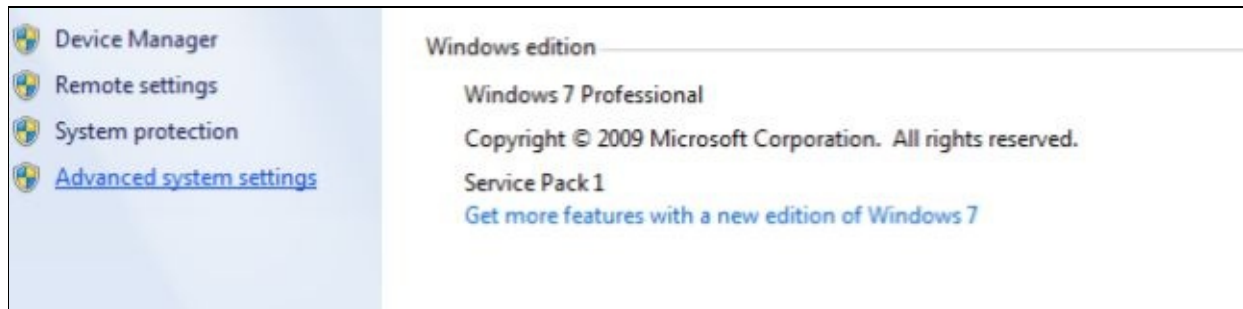 Device Manager
Remote settings
System protection
Advanced system settings
Windows edition
Windows 7 Professional
Copyright © 2009 Microsoft Corporation. All rights reserved.
Service Pack 1
Get more features with a new edition of Windows 7